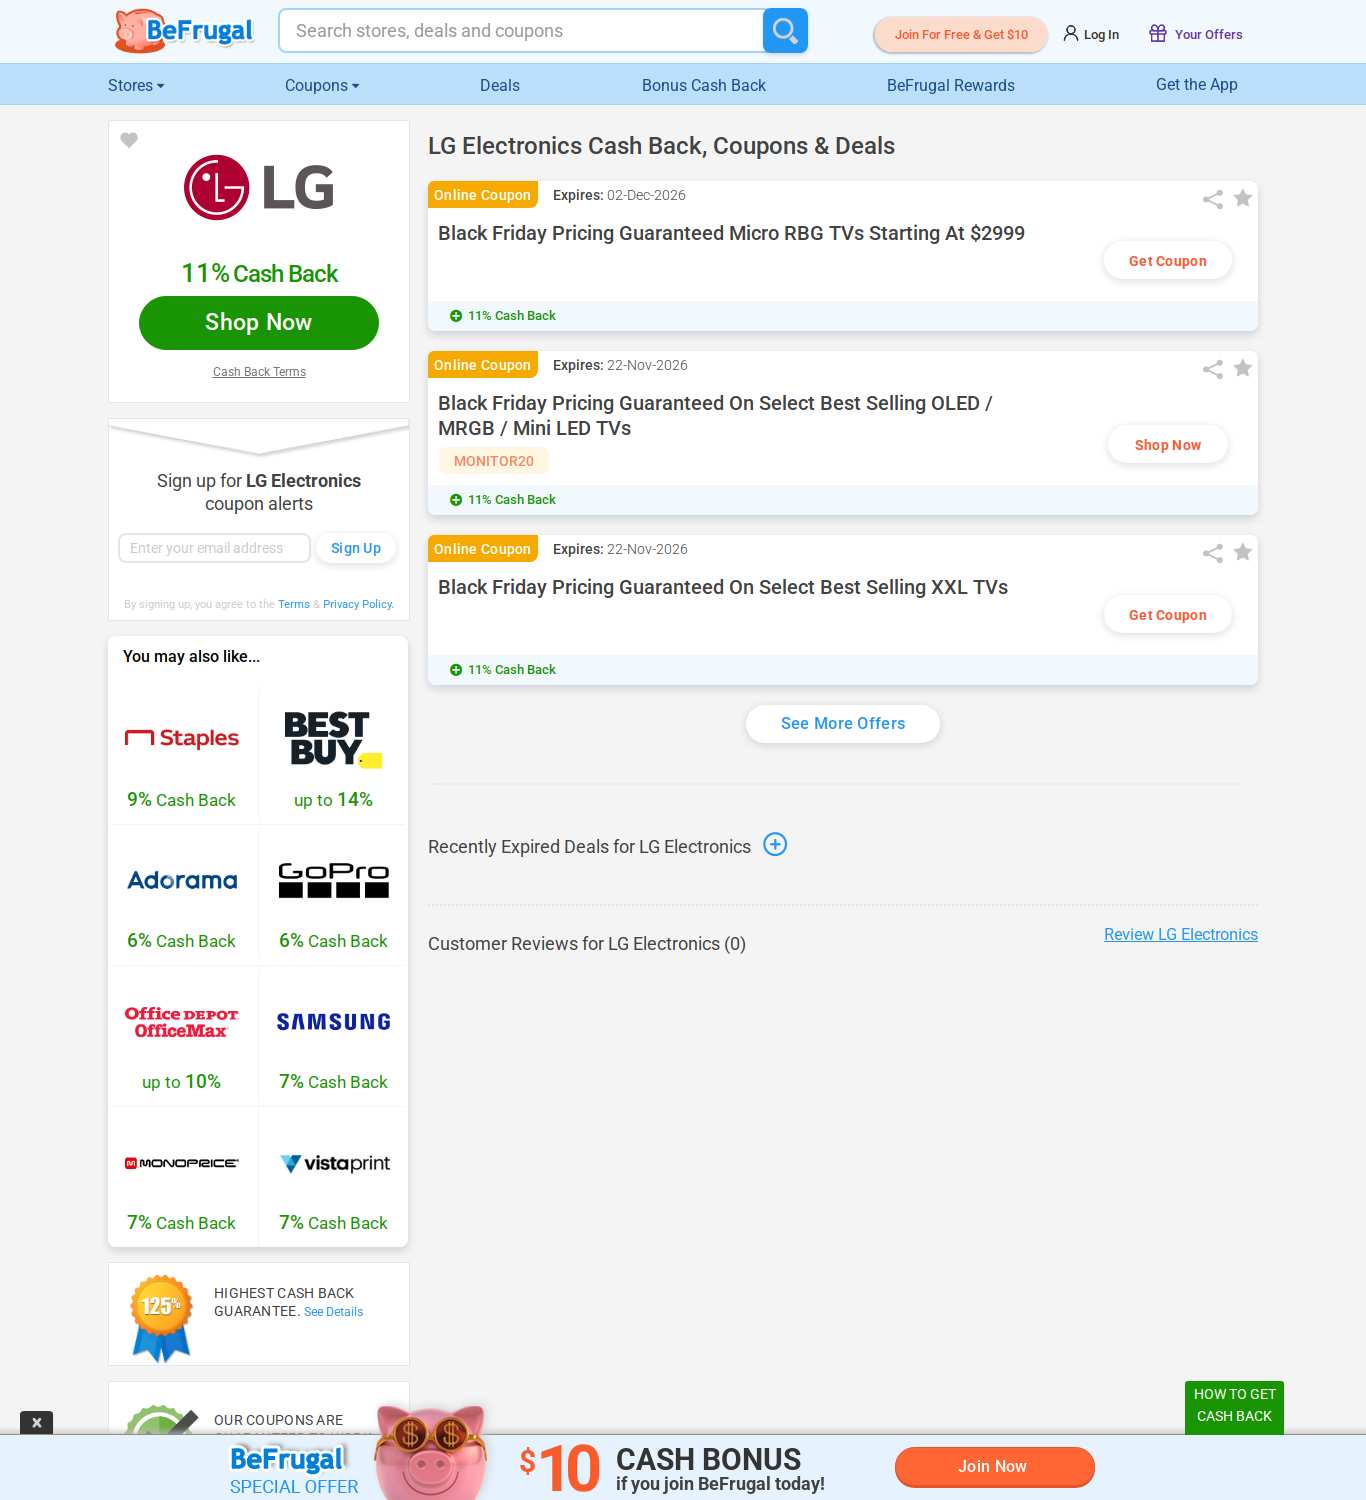 BeFrugal
Search stores, deals and coupons
Join For Free & Get $10
Log In
Your Offers
Stores
Coupons
Deals
Bonus Cash Back
BeFrugal Rewards
Get the App
LG
11% Cash Back
Shop Now
Cash Back Terms
Sign up for LG Electronics
coupon alerts
Enter your email address
Sign Up
By signing up, you agree to the Terms & Privacy Policy.
You may also like...
Staples
9% Cash Back
BEST
BUY
up to 14%
Adorama
6% Cash Back
GoPro
6% Cash Back
Office DEPOT
OfficeMax
up to 10%
SAMSUNG
7% Cash Back
MONOPRICE
7% Cash Back
vistaprint
7% Cash Back
125%
HIGHEST CASH BACK
GUARANTEE. See Details
OUR COUPONS ARE
LG Electronics Cash Back, Coupons & Deals
Online Coupon
Expires: 02-Dec-2026
Black Friday Pricing Guaranteed Micro RBG TVs Starting At $2999
Get Coupon
11% Cash Back
Online Coupon
Expires: 22-Nov-2026
Black Friday Pricing Guaranteed On Select Best Selling OLED /
MRGB / Mini LED TVs
MONITOR20
Shop Now
11% Cash Back
Online Coupon
Expires: 22-Nov-2026
Black Friday Pricing Guaranteed On Select Best Selling XXL TVs
Get Coupon
11% Cash Back
See More Offers
Recently Expired Deals for LG Electronics
Customer Reviews for LG Electronics (0)
Review LG Electronics
HOW TO GET
CASH BACK
x
BeFrugal
SPECIAL OFFER
$10
CASH BONUS
if you join BeFrugal today!
Join Now